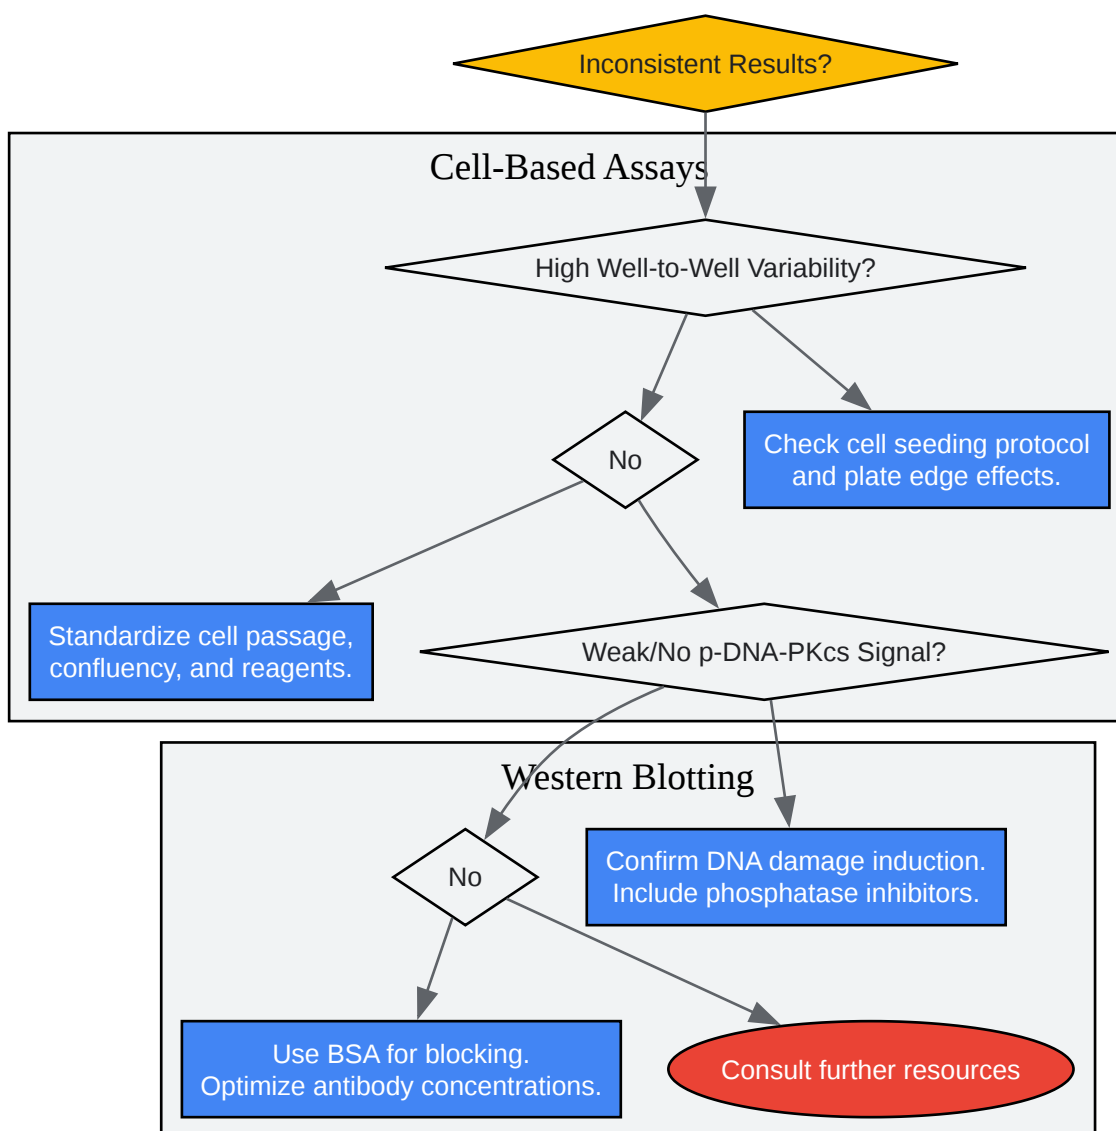 Inconsistent Results?
Cell-Based Assays
High Well-to-Well Variability?
No
Check cell seeding protocol
and plate edge effects.
Standardize cell passage,
confluency, and reagents.
Weak/No p-DNA-PKcs Signal?
Western Blotting
No
Confirm DNA damage induction.
Include phosphatase inhibitors.
Use BSA for blocking.
Optimize antibody concentrations.
Consult further resources